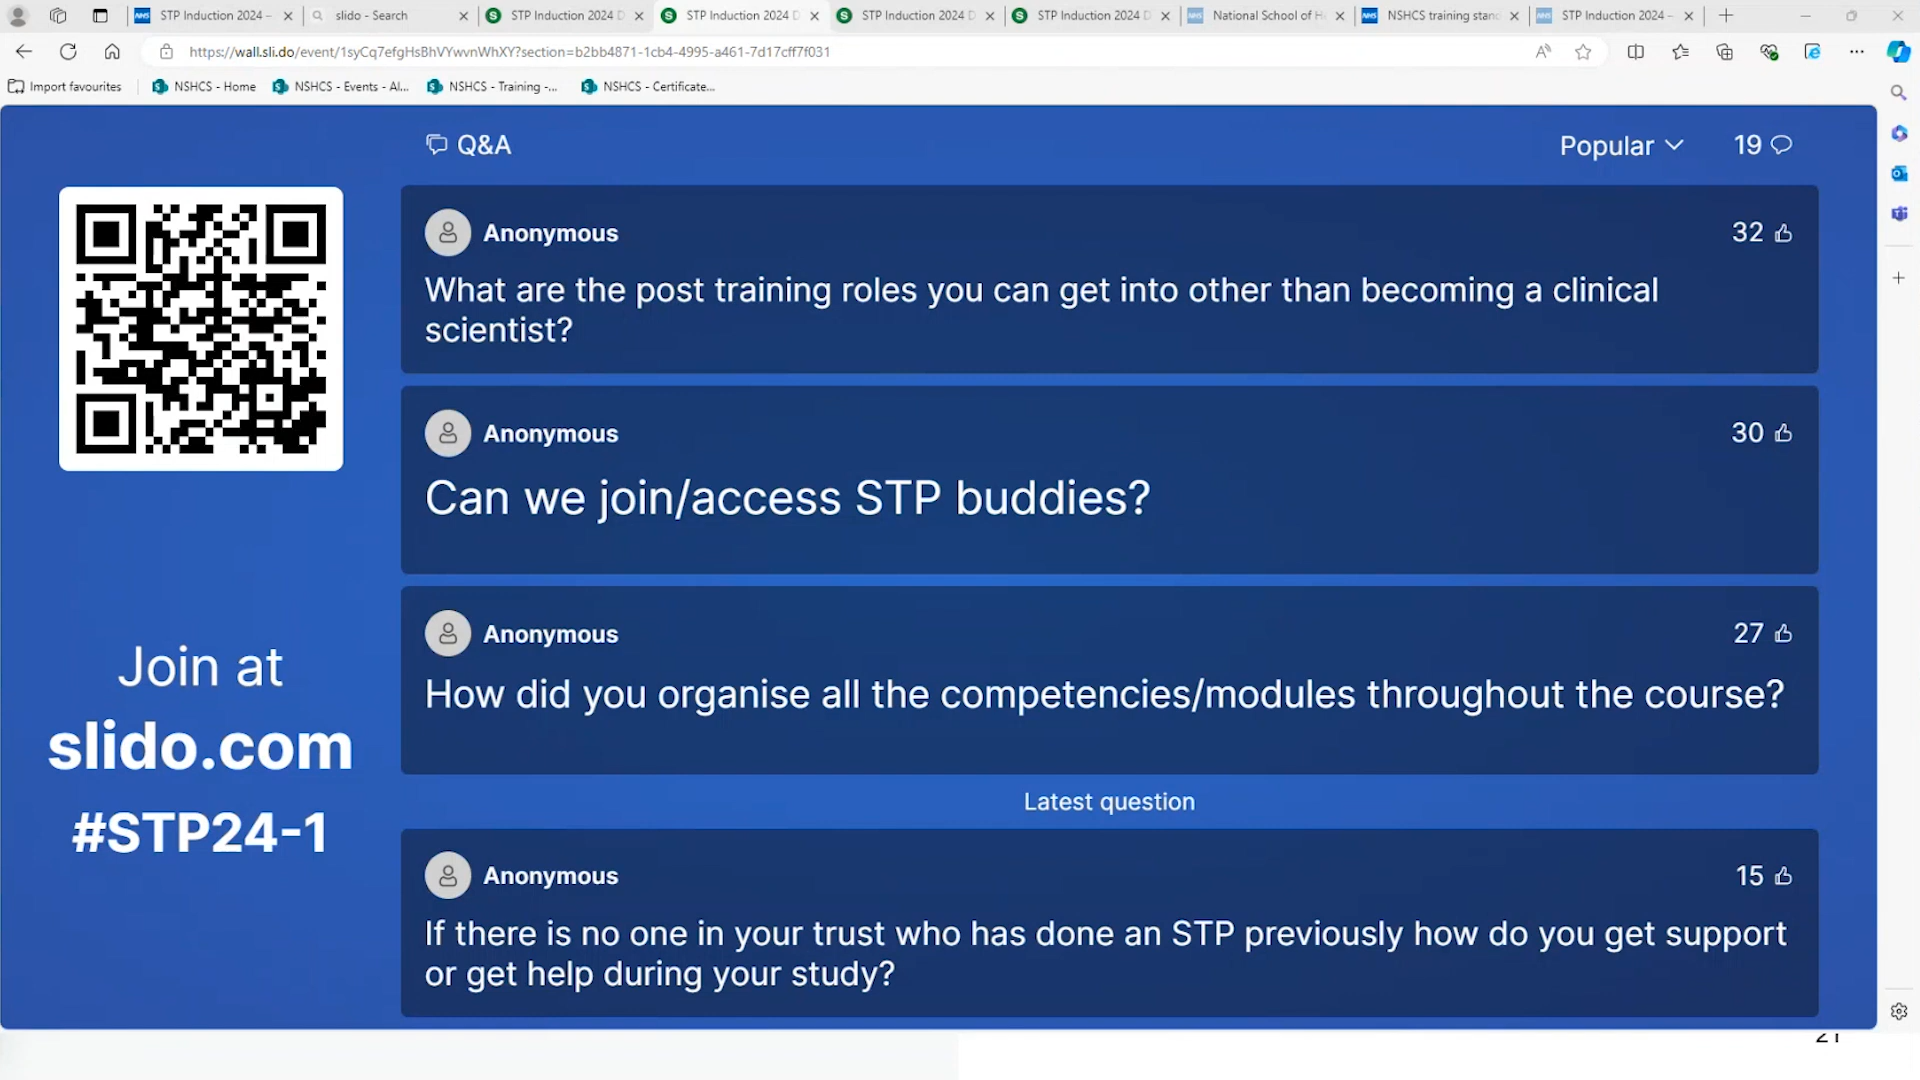 STP Induction 2024 –
slido - Search
STP Induction 2024 D
STP Induction 2024 D
STP Induction 2024 D
STP Induction 2024 D
National School of H
NSHCS training stan
STP Induction 2024 –
https://wall.sli.do/event/1syCq7efgHsBhVYwvnWhXY?section=b2bb4871-1cb4-4995-a461-7d17cff7f031
Import favourites
NSHCS - Home
NSHCS - Events - Al...
NSHCS - Training -...
NSHCS - Certificate...
Q&A
Popular
19
Anonymous
32
What are the post training roles you can get into other than becoming a clinical
scientist?
Anonymous
30
Can we join/access STP buddies?
Anonymous
27
How did you organise all the competencies/modules throughout the course?
Join at
slido.com
#STP24-1
Latest question
Anonymous
15
If there is no one in your trust who has done an STP previously how do you get support
or get help during your study?
21